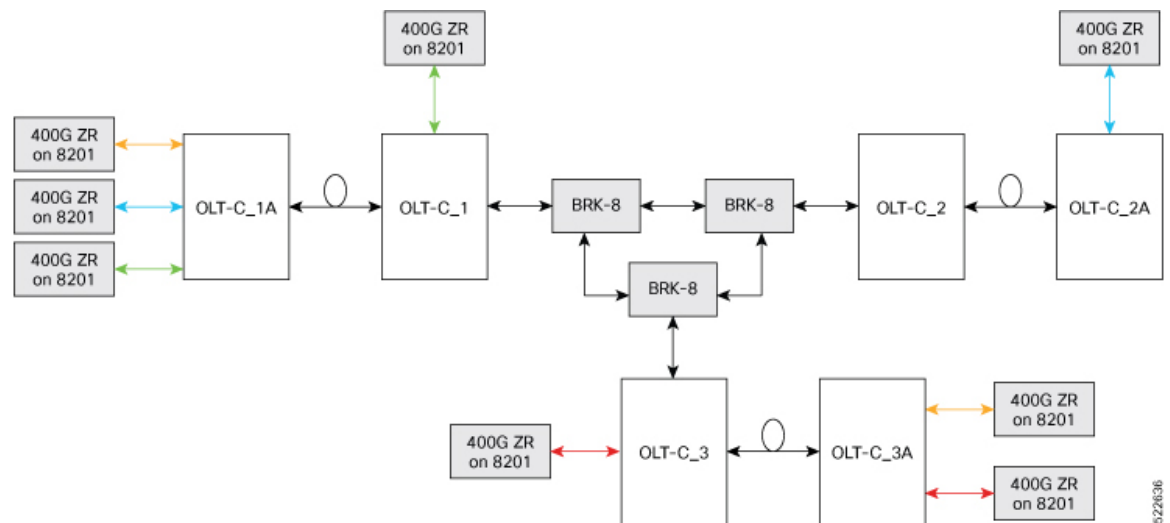 400G ZR
on 8201
400G ZR
on 8201
400G ZR
on 8201
400G ZR
on 8201
400G ZR
on 8201
OLT-C_1A
OLT-C_1
BRK-8
BRK-8
OLT-C_2
OLT-C_2A
BRK-8
400G ZR
on 8201
400G ZR
on 8201
OLT-C_3
OLT-C_3A
400G ZR
on 8201
522636